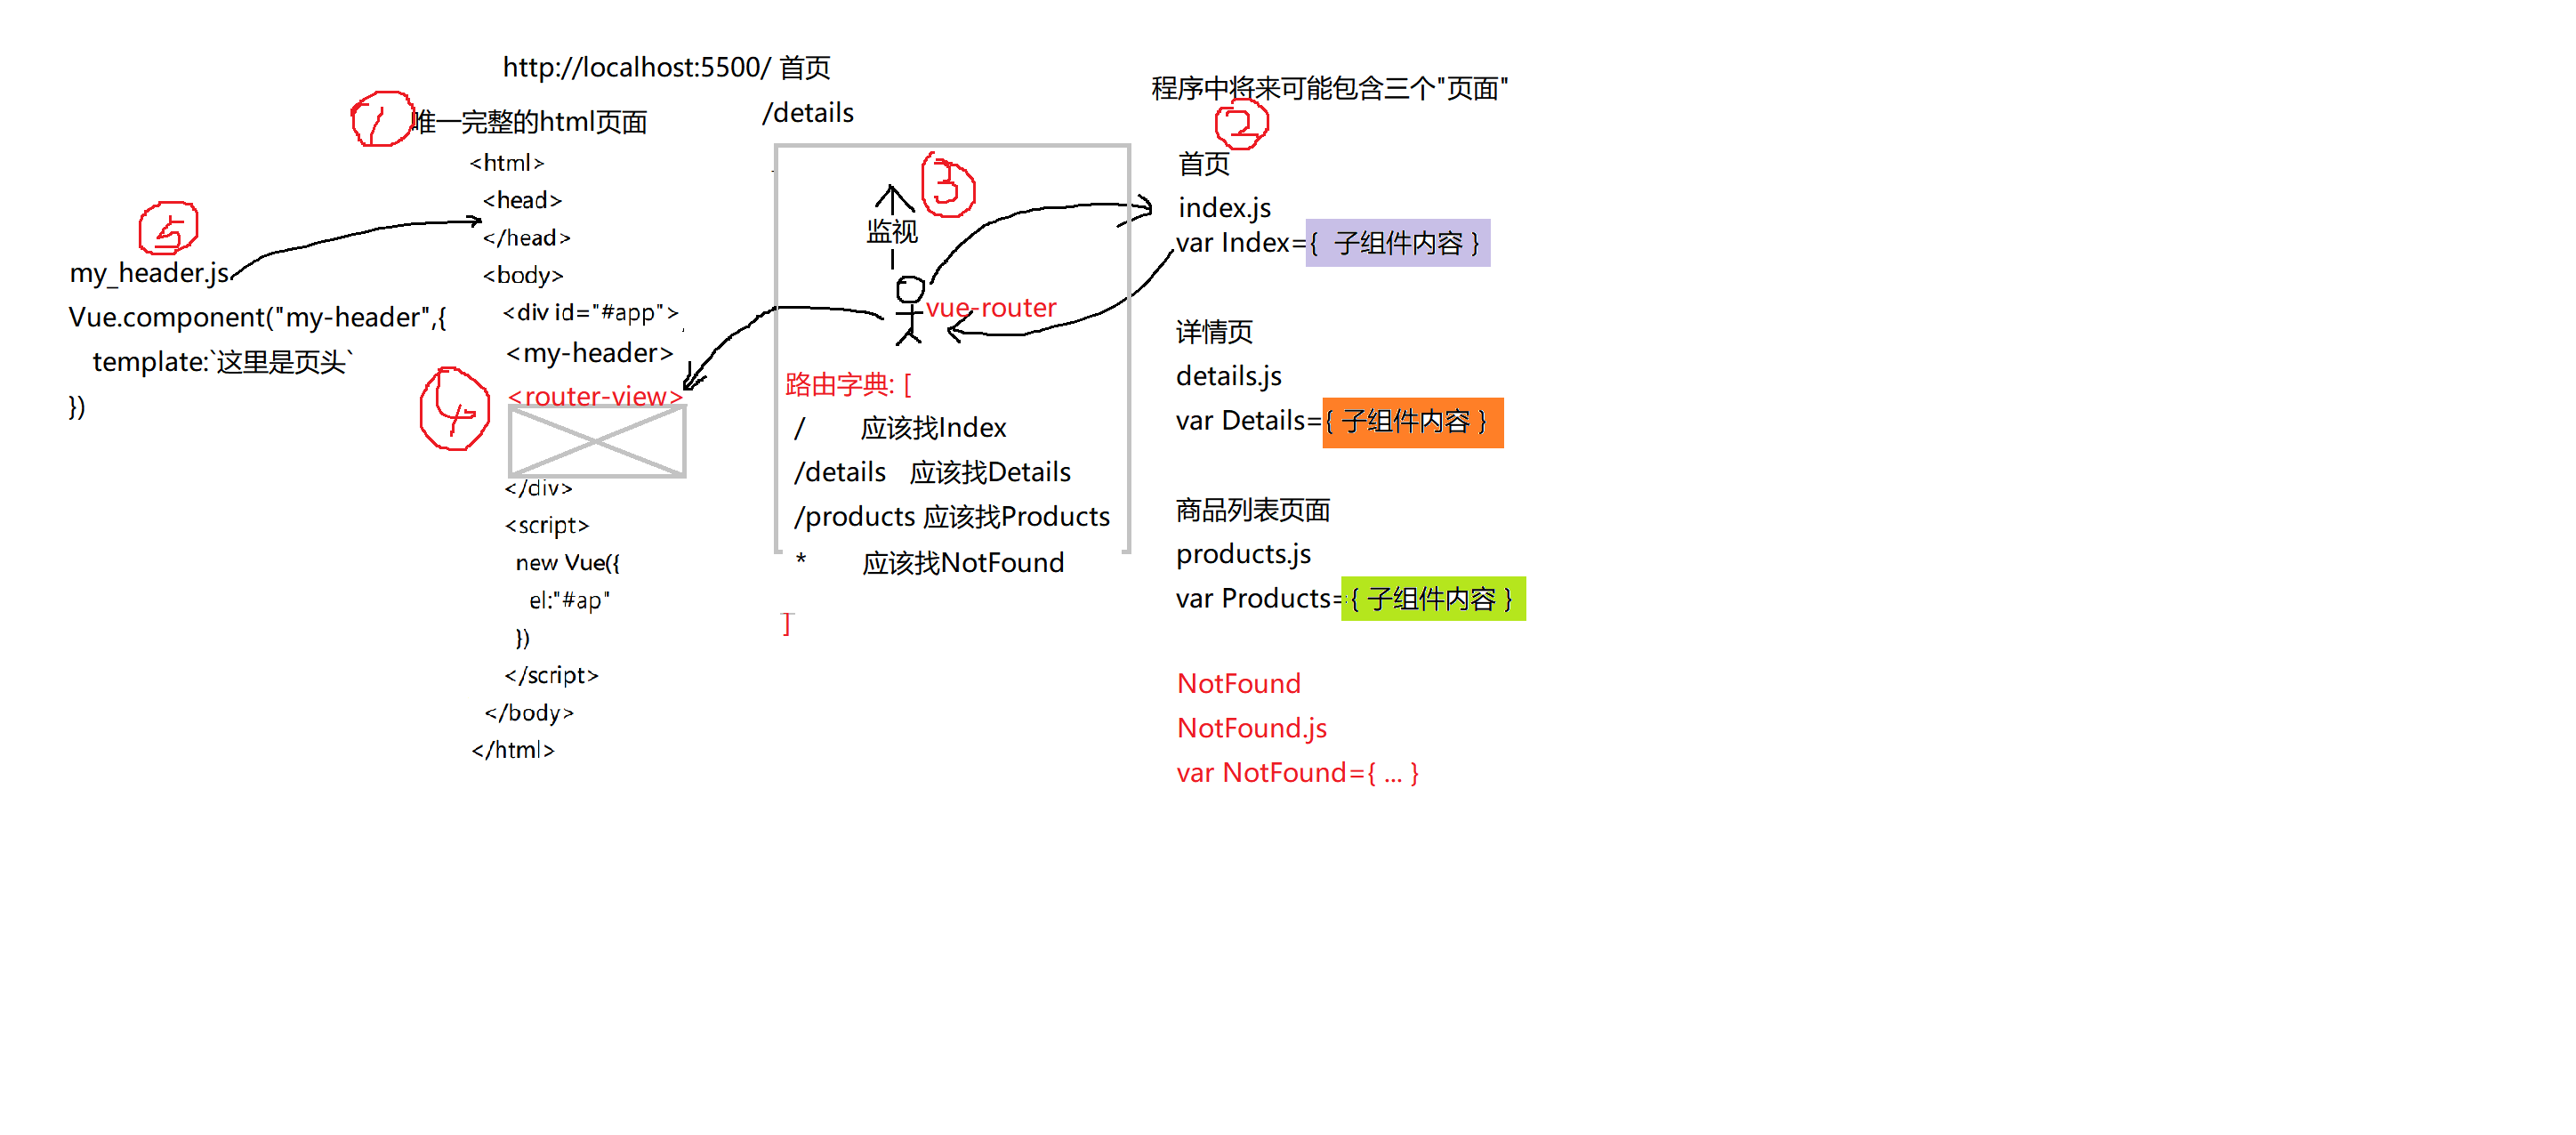 http://localhost:5500/ 首页
/details
1
唯一完整的html页面
<html>
<head>
</head>
<body>
<div id="#app">
<my-header>
<router-view>
</div>
<script>
new Vue({
el:"#ap"
})
</script>
</body>
</html>
5
my_header.js
Vue.component("my-header",{
template:`这里是页头`
})
4
3
监视
vue-router
路由字典: [
/ 应该找Index
/details 应该找Details
/products 应该找Products
* 应该找NotFound
]
程序中将来可能包含三个"页面"
2
首页
index.js
var Index={ 子组件内容 }
详情页
details.js
var Details={ 子组件内容 }
商品列表页面
products.js
var Products={ 子组件内容 }
NotFound
NotFound.js
var NotFound={ ... }